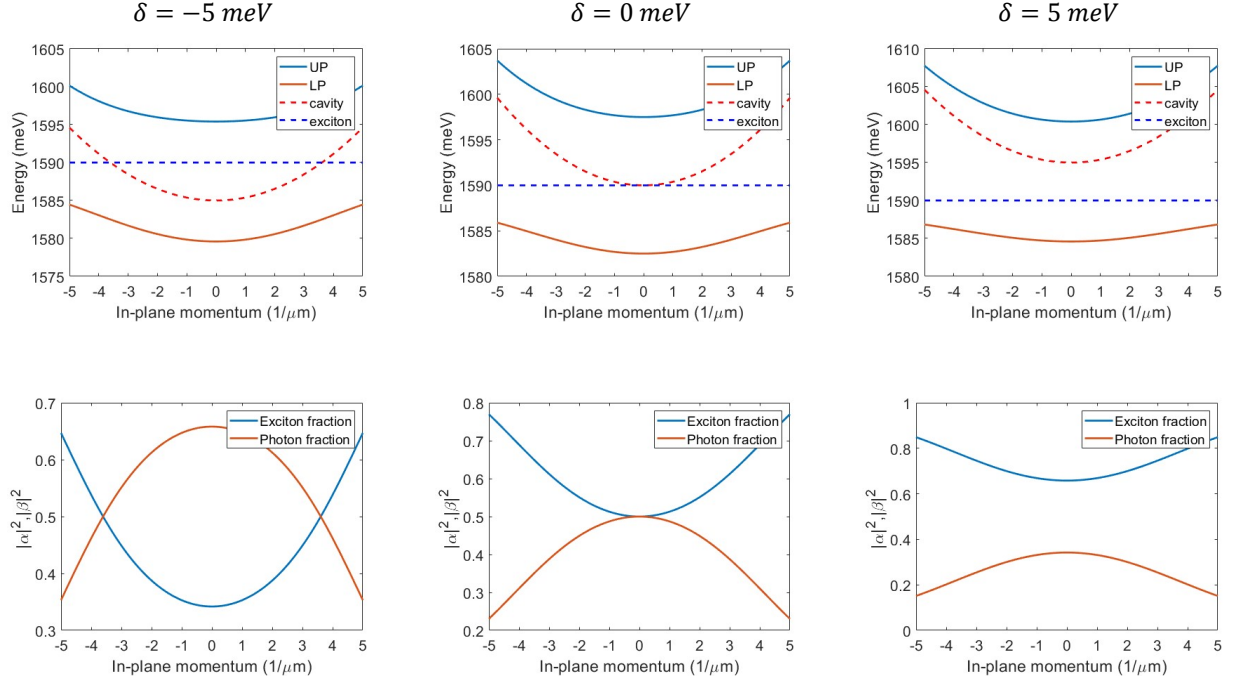 δ = −5 meV
δ = 0 meV
δ = 5 meV
1605
1600
1595
1590
1585
1580
1575
Energy (meV)
-5 -4 -3 -2 -1 0 1 2 3 4 5
In-plane momentum (1/μm)
UP
LP
cavity
exciton
1605
1600
1595
1590
1585
1580
Energy (meV)
-5 -4 -3 -2 -1 0 1 2 3 4 5
In-plane momentum (1/μm)
UP
LP
cavity
exciton
1610
1605
1600
1595
1590
1585
1580
Energy (meV)
-5 -4 -3 -2 -1 0 1 2 3 4 5
In-plane momentum (1/μm)
UP
LP
cavity
exciton
0.7
0.6
0.5
0.4
0.3
|α|²,|β|²
-5 -4 -3 -2 -1 0 1 2 3 4 5
In-plane momentum (1/μm)
Exciton fraction
Photon fraction
0.8
0.7
0.6
0.5
0.4
0.3
0.2
|α|²,|β|²
-5 -4 -3 -2 -1 0 1 2 3 4 5
In-plane momentum (1/μm)
Exciton fraction
Photon fraction
1
0.8
0.6
0.4
0.2
0
|α|²,|β|²
-5 -4 -3 -2 -1 0 1 2 3 4 5
In-plane momentum (1/μm)
Exciton fraction
Photon fraction